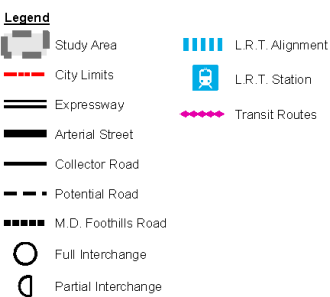 Legend
Study Area
City Limits
Expressway
Arterial Street
Collector Road
Potential Road
M.D. Foothills Road
Full Interchange
Partial Interchange
L.R.T. Alignment
L.R.T. Station
Transit Routes